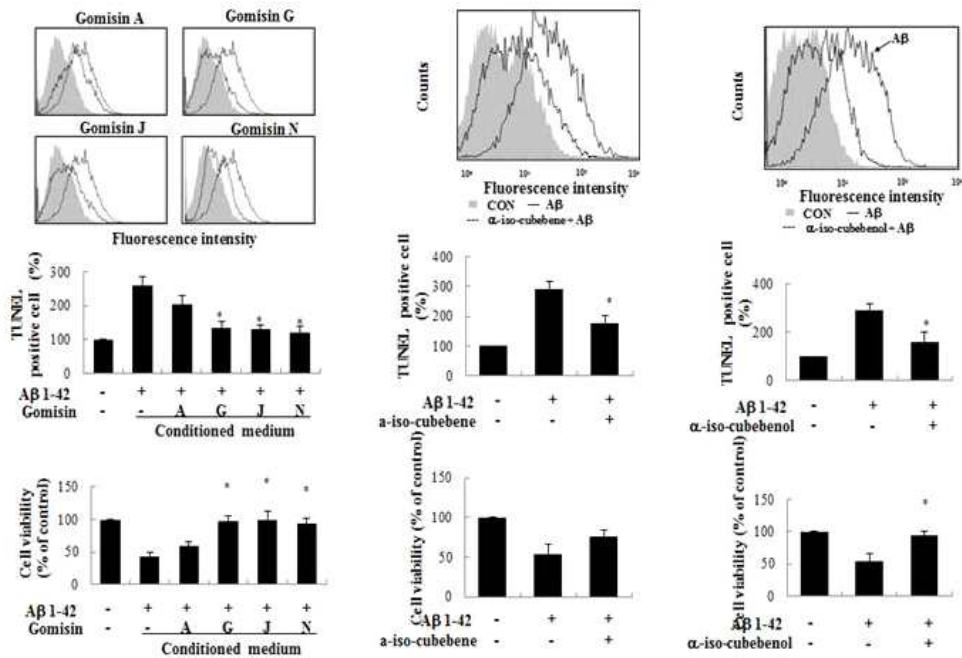 Gomisin A Gomisin G
Gomisin J Gomisin N
Fluorescence intensity
TUNEL
positive cell (%)
300
200
100
0
Aβ 1-42 - + + + + +
Gomisin - - A G J N
Conditioned medium
Cell viability
(% of control)
150
100
50
0
* * *
Aβ 1-42 - + + + + +
Gomisin - A G J N
Conditioned medium
Counts
Fluorescence intensity
CON — Aβ
---- α-iso-cubebene + Aβ
TUNEL positive cell
(%)
400
300
200
100
0
*
Aβ 1-42 - + +
a-iso-cubebene +
Cell viability (% of control)
150
100
50
0
Aβ 1-42 - + +
a-iso-cubebene +
Counts
Aβ
Fluorescence intensity
CON — Aβ
---- α-iso-cubebenol + Aβ
TUNEL positive cell
(%)
400
200
0
*
Aβ 1-42 - + +
α-iso-cubebenol +
Cell viability (% of control)
150
100
50
0
*
Aβ 1-42 - + +
α-iso-cubebenol +